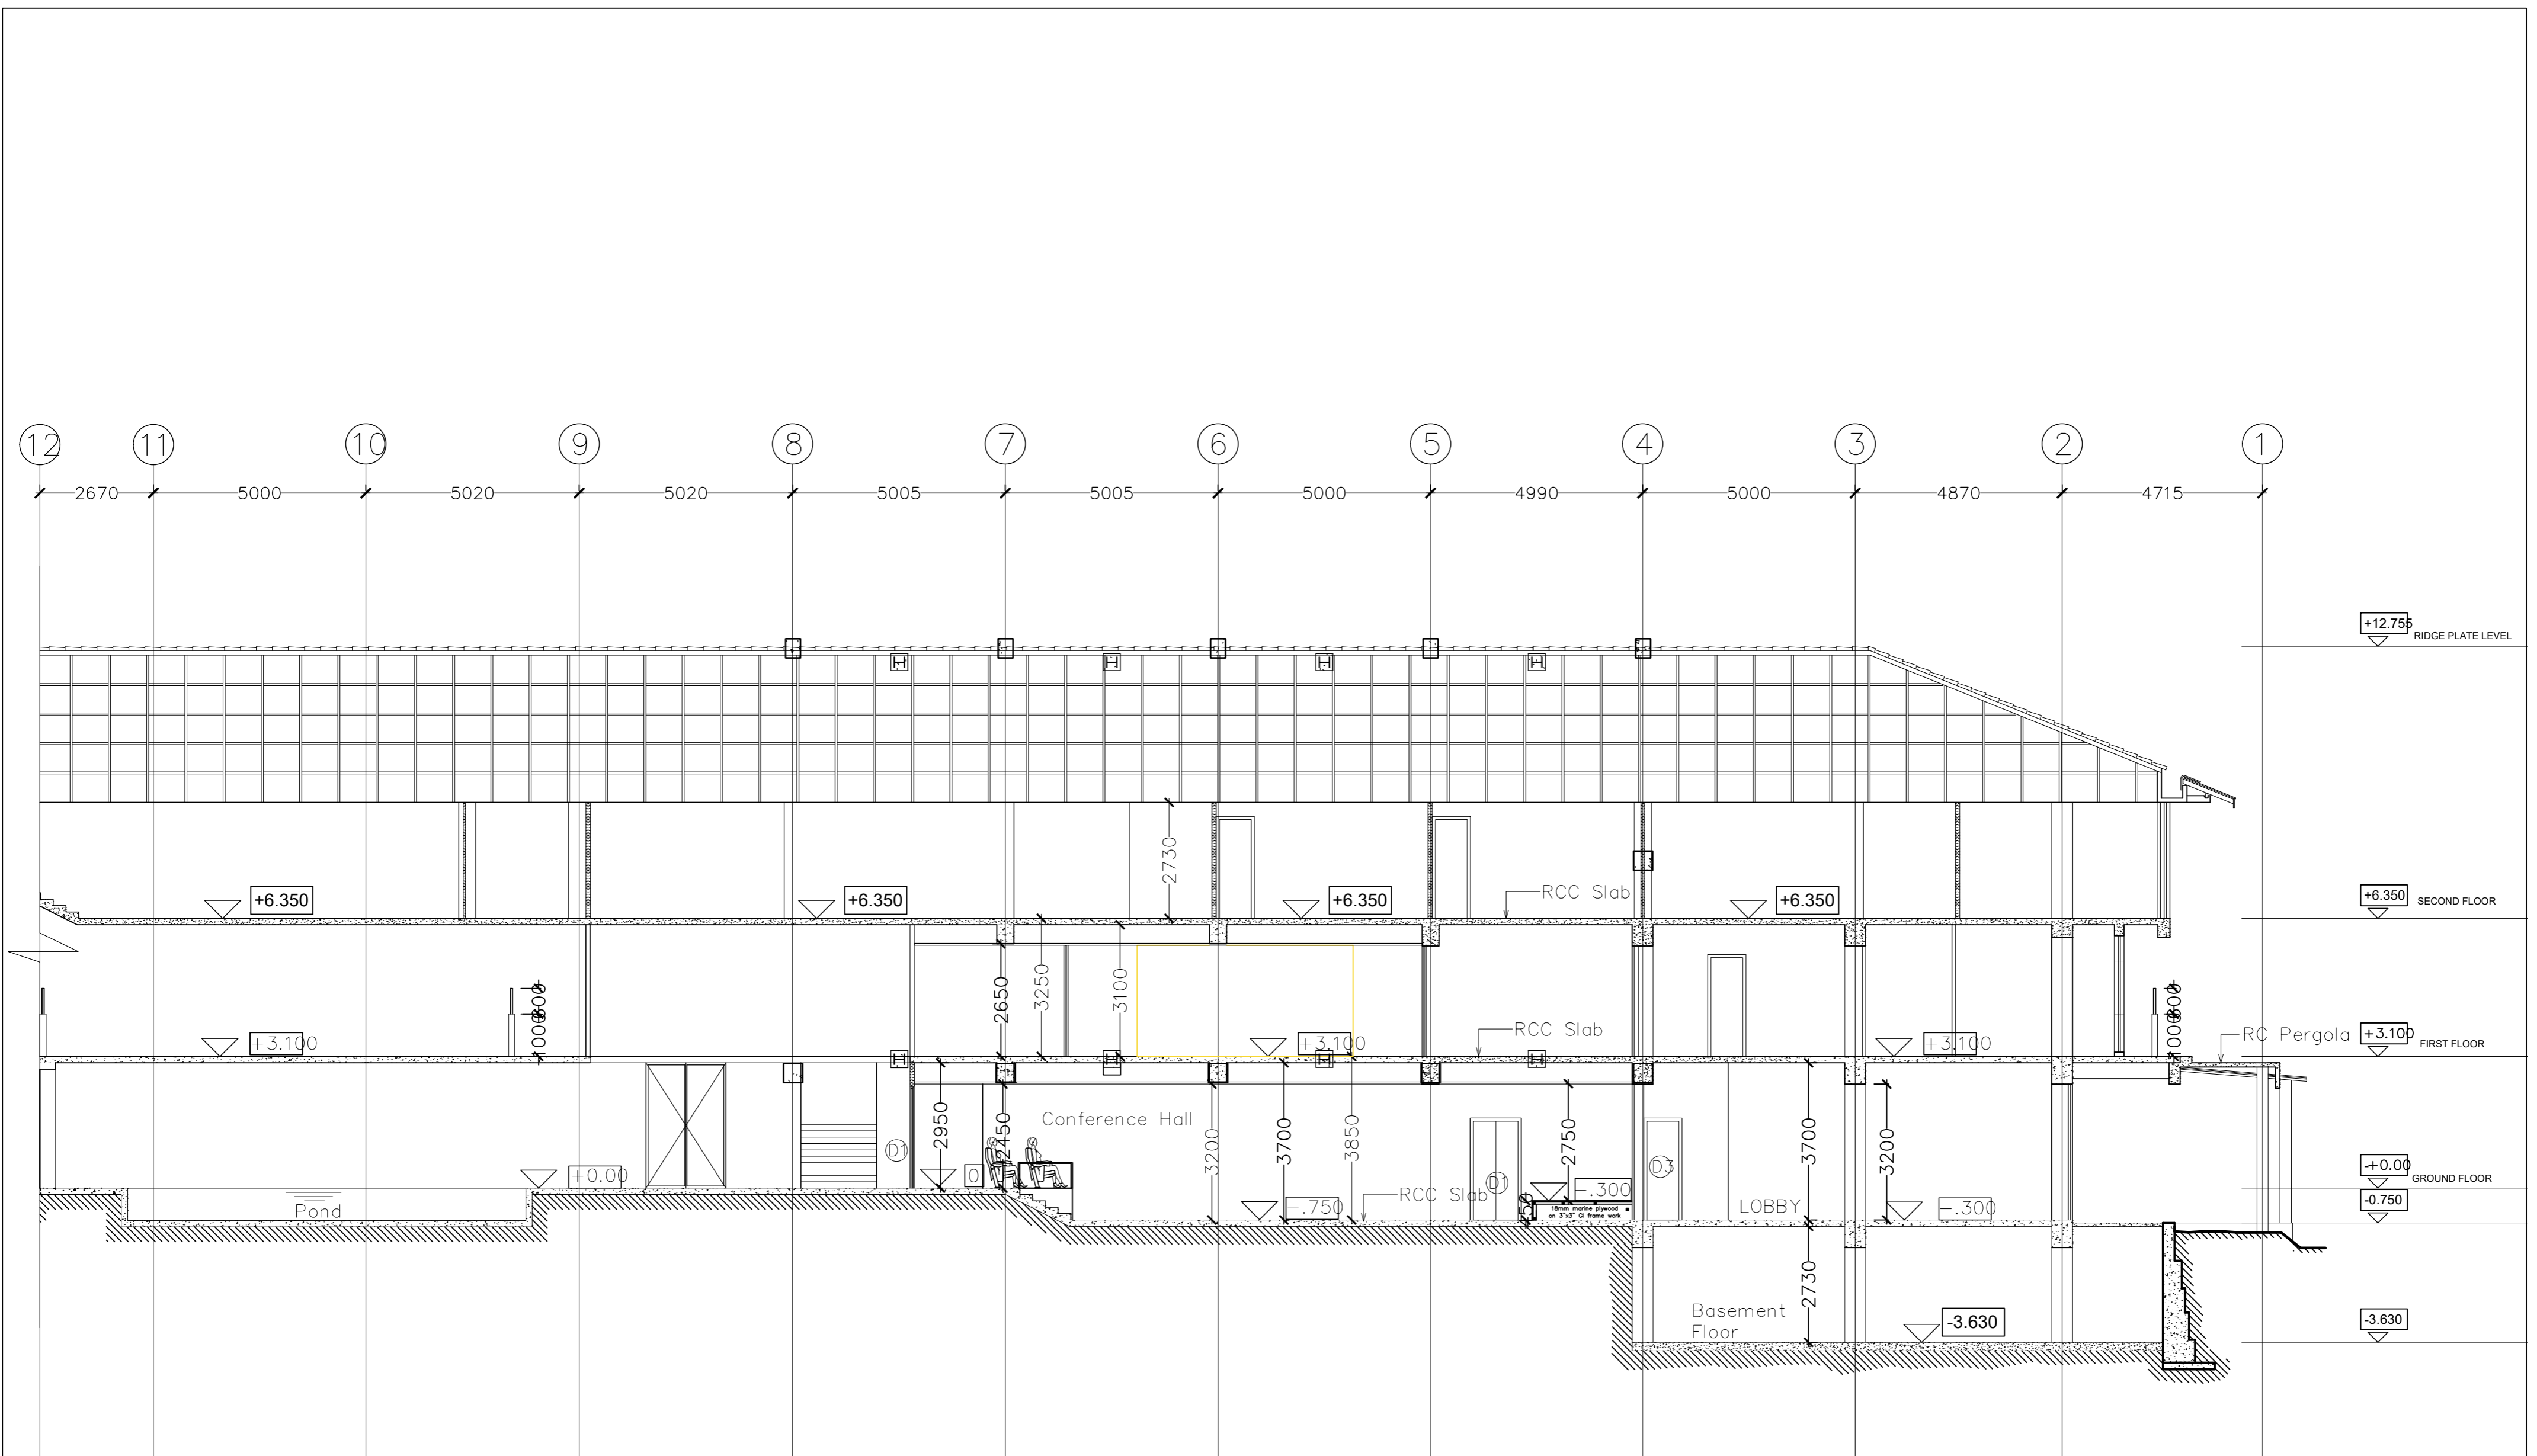 12 11 10 9 8 7 6 5 4 3 2 1
2670 5000 5020 5020 5005 5005 5000 4990 5000 4870 4715
+12.755
RIDGE PLATE LEVEL
H H H H
2730
+6.350 +6.350 +6.350 +6.350 +6.350
SECOND FLOOR
RCC Slab
2650 3250 3100
+3.100 +3.100 +3.100 +3.100
FIRST FLOOR
RCC Slab
RC Pergola
H H H H
Conference Hall
2950 2450 3200 3700 3850 2750 3700 3200
D1 D1 D3
+0.00 0 -+0.00
GROUND FLOOR
-.300 -.300
-.750 -0.750
RCC Slab
LOBBY
Pond
18mm marine plywood
on 3"x3" GI frame work
2730
Basement
Floor
-3.630 -3.630